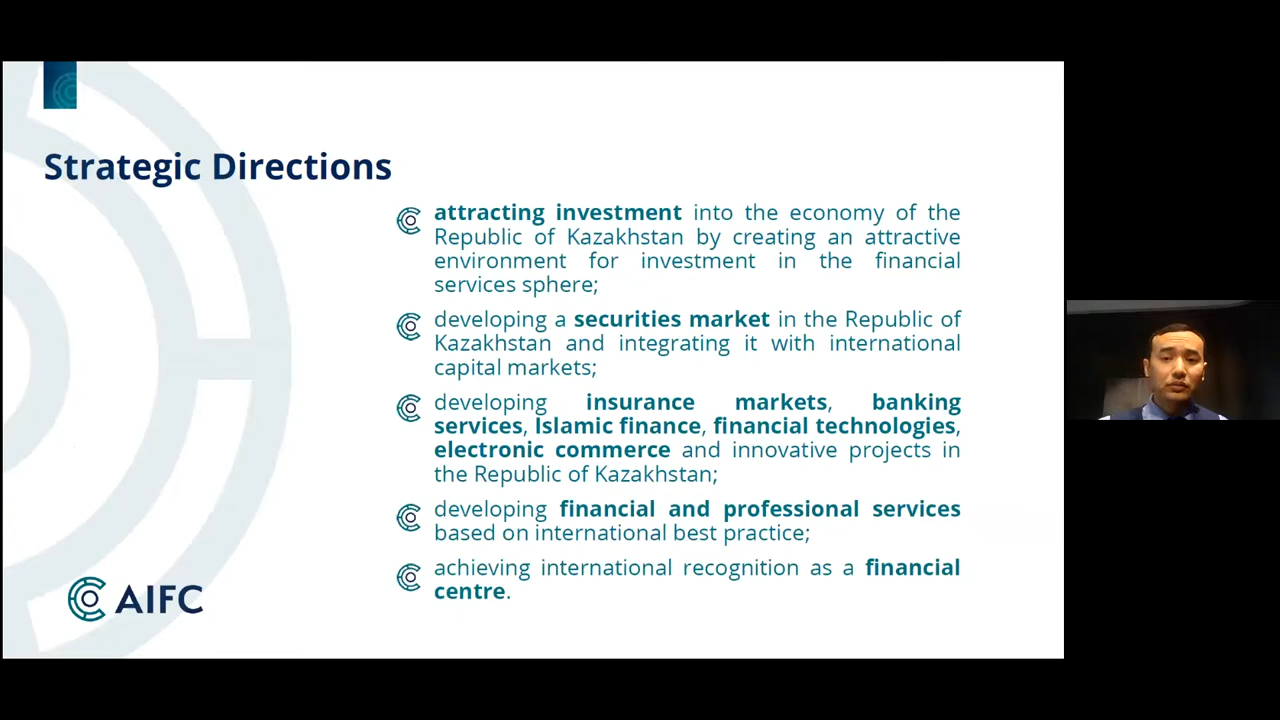 Strategic Directions
attracting investment into the economy of the
Republic of Kazakhstan by creating an attractive
environment for investment in the financial
services sphere;
developing a securities market in the Republic of
Kazakhstan and integrating it with international
capital markets;
developing insurance markets, banking
services, Islamic finance, financial technologies,
electronic commerce and innovative projects in
the Republic of Kazakhstan;
developing financial and professional services
based on international best practice;
achieving international recognition as a financial
centre.
AIFC